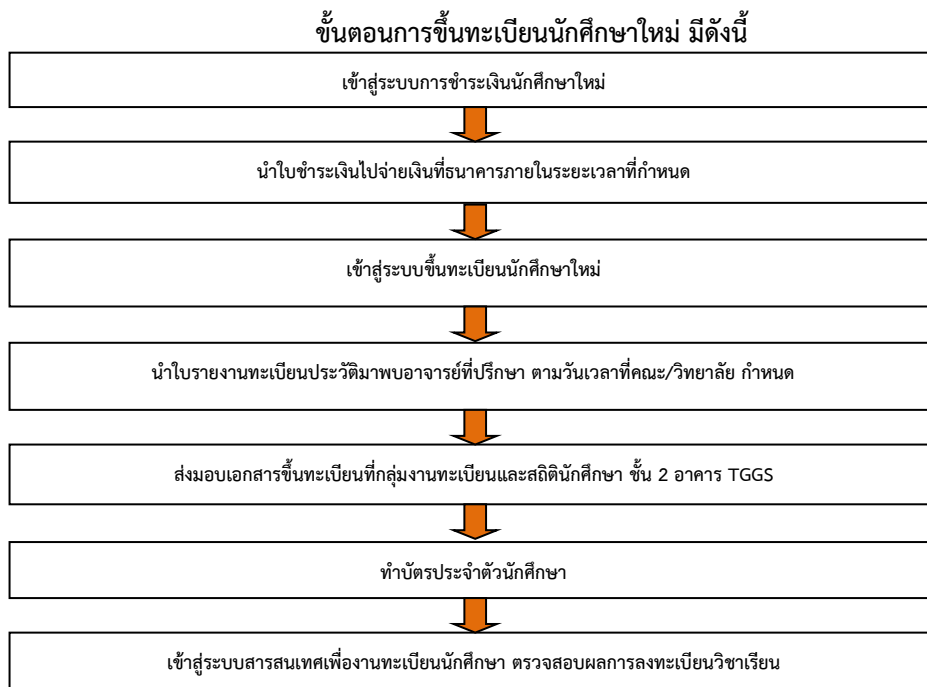 ขั้นตอนการขึ้นทะเบียนนักศึกษาใหม่ มีดังนี้
เข้าสู่ระบบการชำระเงินนักศึกษาใหม่
นำใบชำระเงินไปจ่ายเงินที่ธนาคารภายในระยะเวลาที่กำหนด
เข้าสู่ระบบขึ้นทะเบียนนักศึกษาใหม่
นำใบรายงานทะเบียนประวัติมาพบอาจารย์ที่ปรึกษา ตามวันเวลาที่คณะ/วิทยาลัย กำหนด
ส่งมอบเอกสารขึ้นทะเบียนที่กลุ่มงานทะเบียนและสถิตินักศึกษา ชั้น 2 อาคาร TGGS
ทำบัตรประจำตัวนักศึกษา
เข้าสู่ระบบสารสนเทศเพื่องานทะเบียนนักศึกษา ตรวจสอบผลการลงทะเบียนวิชาเรียน